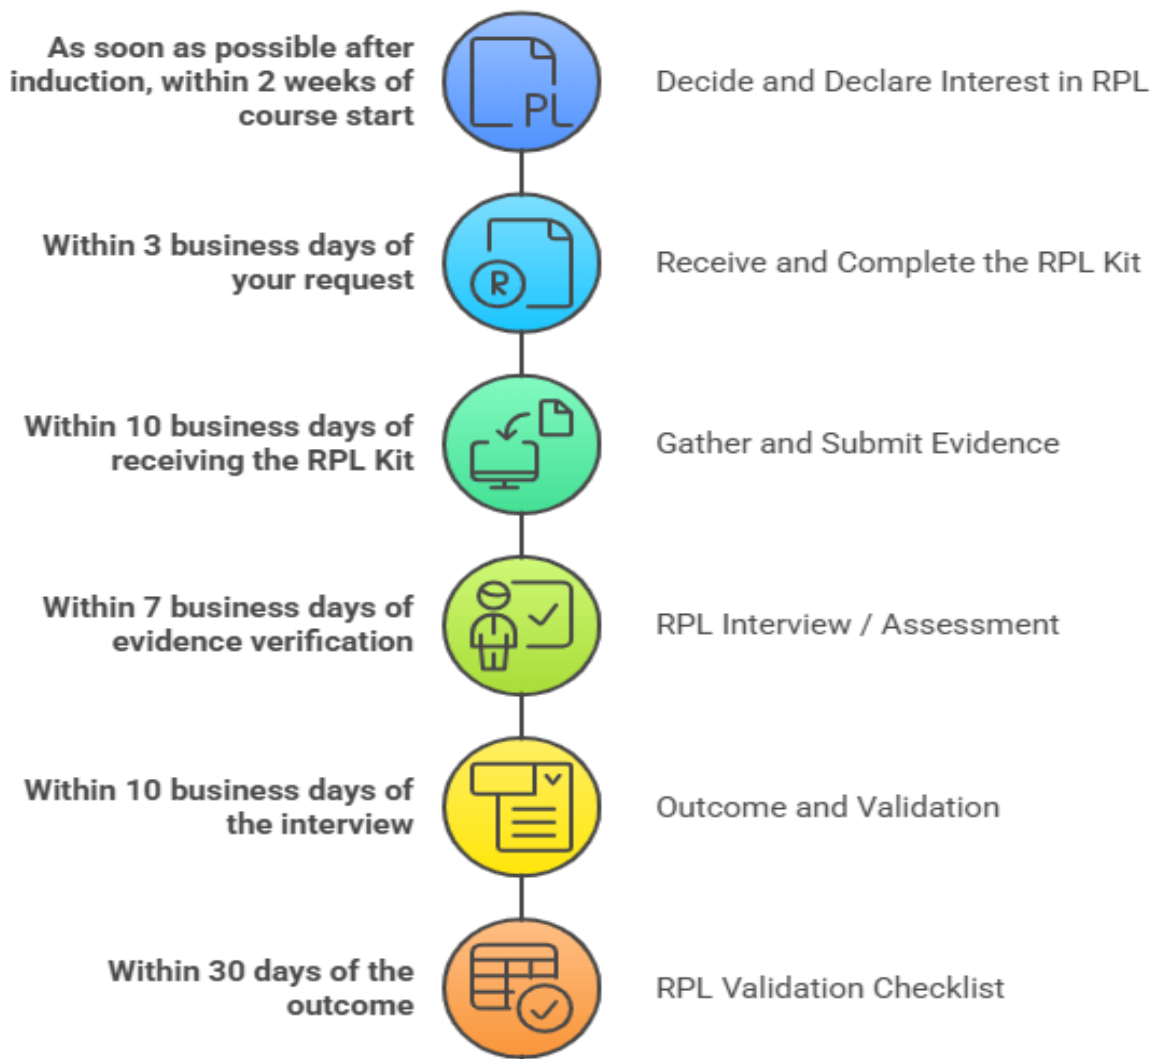 As soon as possible after
induction, within 2 weeks of
course start
PL
Decide and Declare Interest in RPL
Within 3 business days of
your request
R
Receive and Complete the RPL Kit
Within 10 business days of
receiving the RPL Kit
Gather and Submit Evidence
Within 7 business days of
evidence verification
RPL Interview / Assessment
Within 10 business days of
the interview
Outcome and Validation
Within 30 days of the
outcome
RPL Validation Checklist